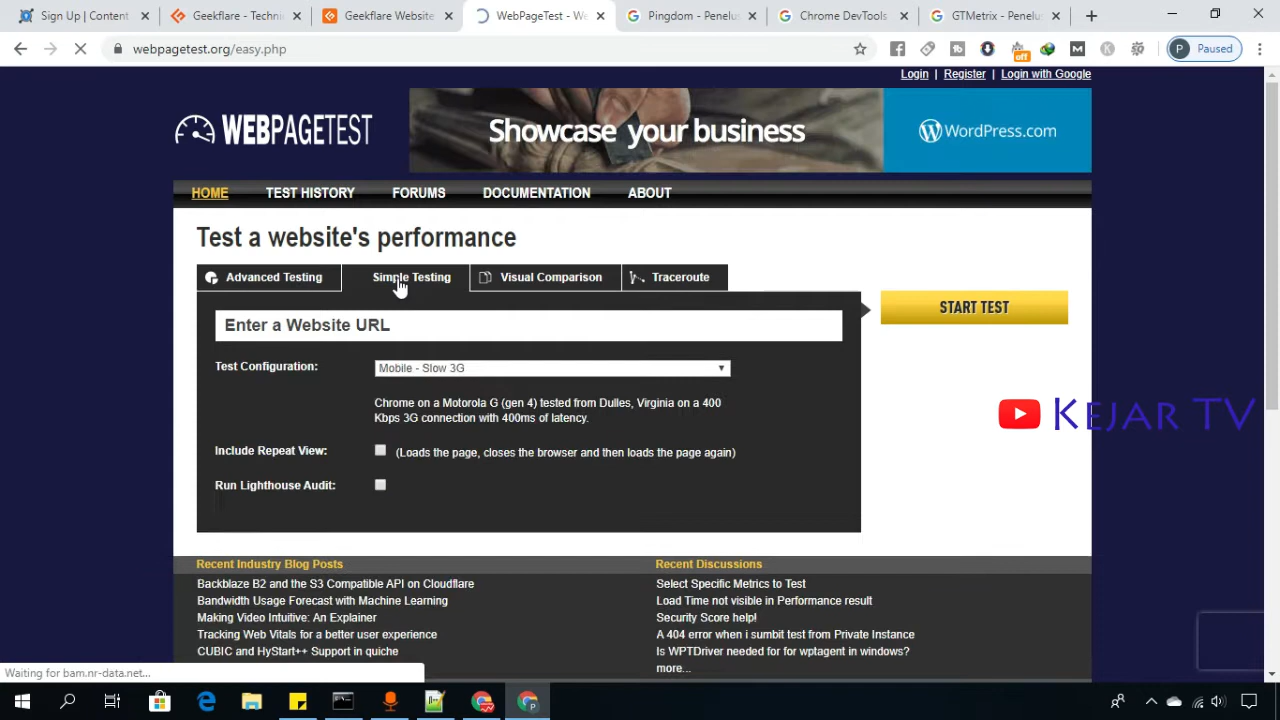 Sign Up | Content
Geekflare - Techni
Geekflare Website
WebPageTest - We
Pingdom - Penelus
Chrome DevTools
GTMetrix - Penelus
webpagetest.org/easy.php
off
M
K
P Paused
Login | Register | Login with Google
WEBPAGETEST
Showcase your business
WordPress.com
HOME
TEST HISTORY
FORUMS
DOCUMENTATION
ABOUT
Test a website's performance
Advanced Testing
Simple Testing
Visual Comparison
Traceroute
START TEST
Enter a Website URL
Test Configuration:
Mobile - Slow 3G
Chrome on a Motorola G (gen 4) tested from Dulles, Virginia on a 400
Kbps 3G connection with 400ms of latency.
KEJAR TV
Include Repeat View:
(Loads the page, closes the browser and then loads the page again)
Run Lighthouse Audit:
Recent Industry Blog Posts
Backblaze B2 and the S3 Compatible API on Cloudflare
Bandwidth Usage Forecast with Machine Learning
Making Video Intuitive: An Explainer
Tracking Web Vitals for a better user experience
CUBIC and HyStart++ Support in quiche
Recent Discussions
Select Specific Metrics to Test
Load Time not visible in Performance result
Security Score help!
A 404 error when i sumbit test from Private Instance
Is WPTDriver needed for for wptagent in windows?
more...
Waiting for bam.nr-data.net...